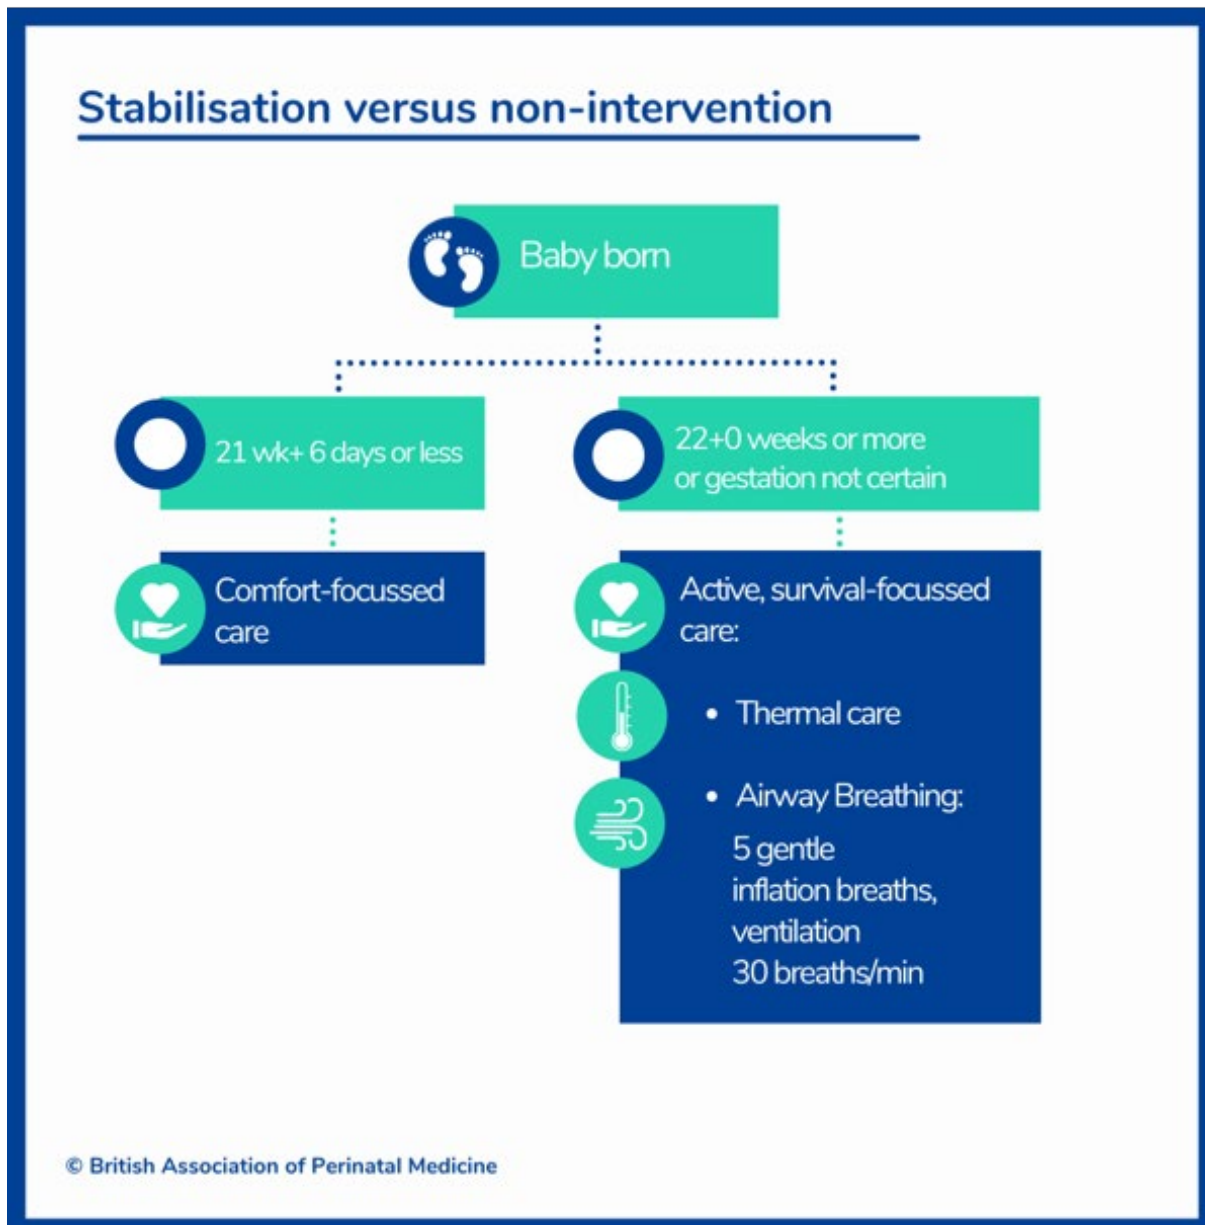 Stabilisation versus non-intervention
Baby born
21 wk+ 6 days or less
22+0 weeks or more
or gestation not certain
Comfort-focussed
care
Active, survival-focussed
care:
• Thermal care
• Airway Breathing:
5 gentle
inflation breaths,
ventilation
30 breaths/min
© British Association of Perinatal Medicine